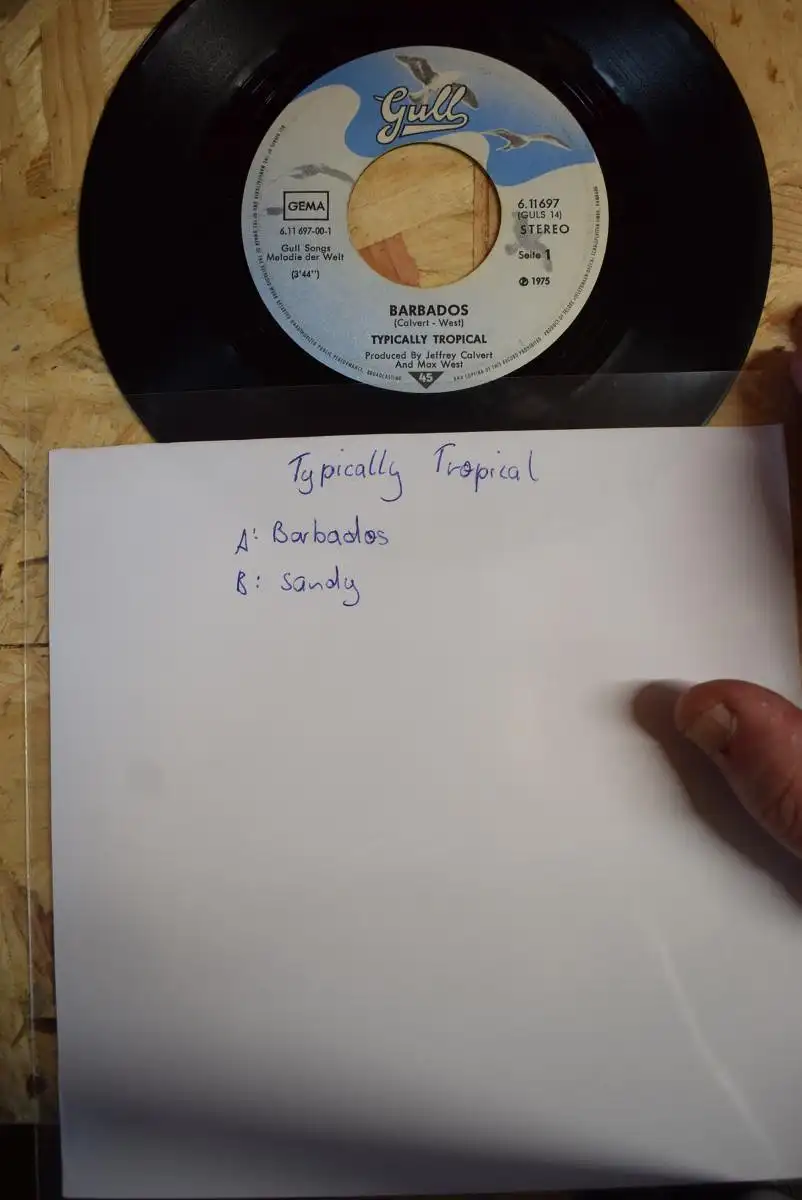 Gull
GEMA
6.11 697-00-1
Gull Songs
Melodie der Welt
(3'44'')
6.11697
(GULS 14)
STEREO
Seite 1
℗ 1975
BARBADOS
(Calvert - West)
TYPICALLY TROPICAL
Produced By Jeffrey Calvert
And Max West
45
Typically Tropical
A: Barbados
B: Sandy